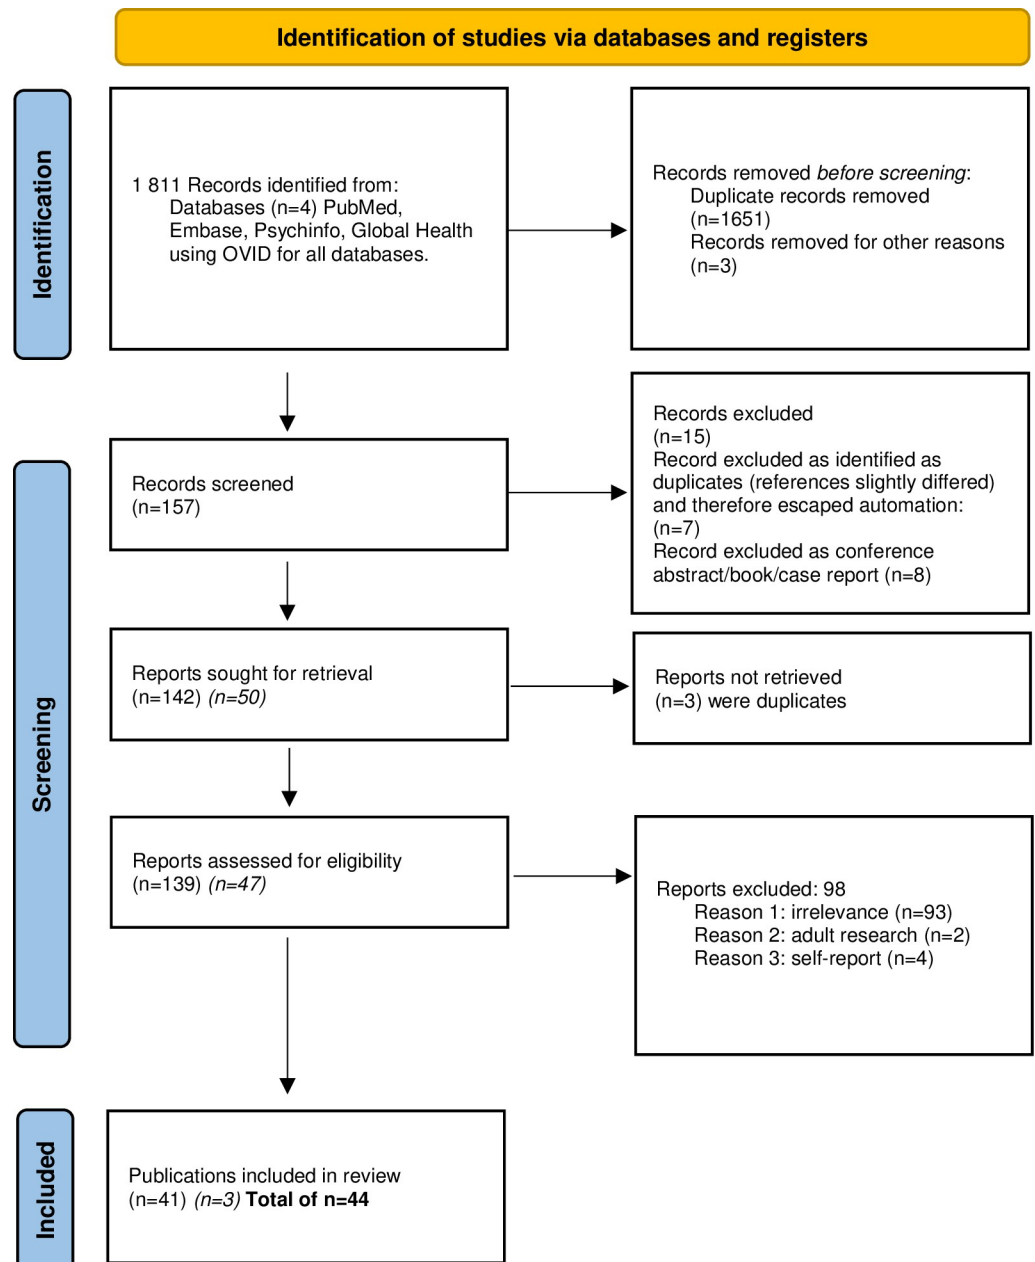 Identification of studies via databases and registers
Identification
1 811 Records identified from:
Databases (n=4) PubMed,
Embase, Psychinfo, Global Health
using OVID for all databases.
Records removed before screening:
Duplicate records removed
(n=1651)
Records removed for other reasons
(n=3)
Screening
Records screened
(n=157)
Records excluded
(n=15)
Record excluded as identified as
duplicates (references slightly differed)
and therefore escaped automation:
(n=7)
Record excluded as conference
abstract/book/case report (n=8)
Reports sought for retrieval
(n=142) (n=50)
Reports not retrieved
(n=3) were duplicates
Reports assessed for eligibility
(n=139) (n=47)
Reports excluded: 98
Reason 1: irrelevance (n=93)
Reason 2: adult research (n=2)
Reason 3: self-report (n=4)
Included
Publications included in review
(n=41) (n=3) Total of n=44